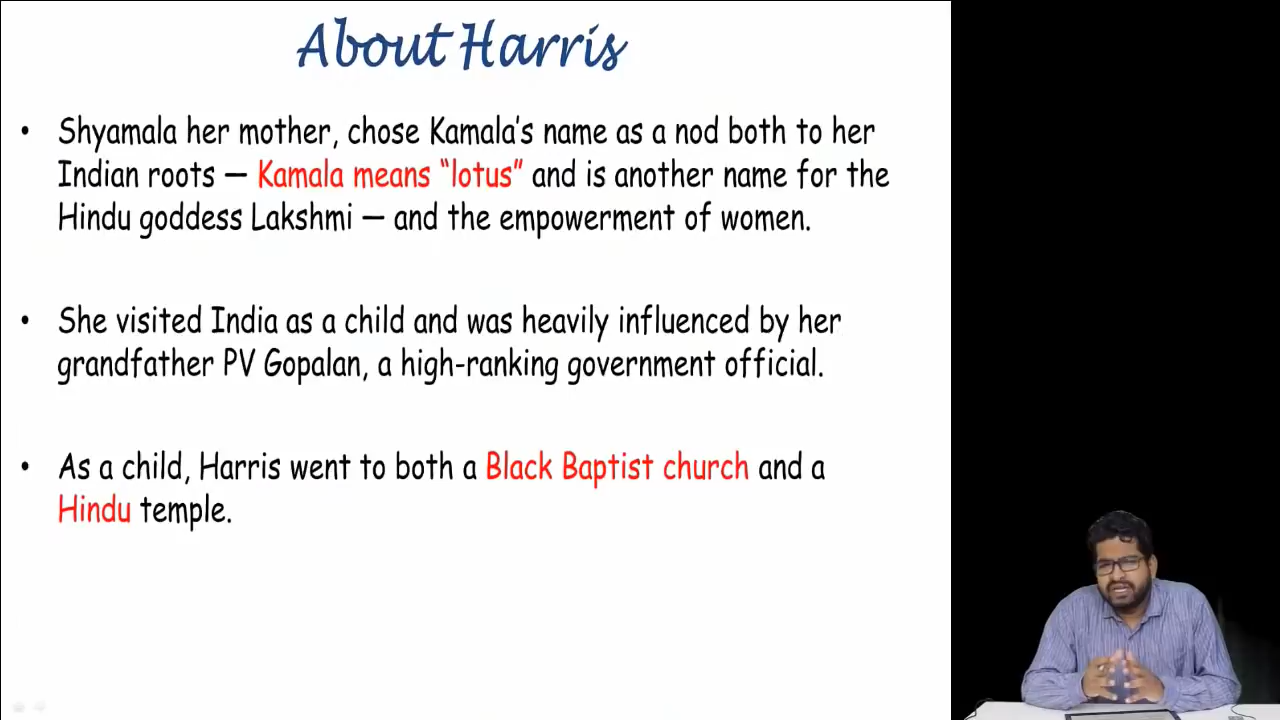 About Harris
• Shyamala her mother, chose Kamala's name as a nod both to her
Indian roots — Kamala means “lotus” and is another name for the
Hindu goddess Lakshmi — and the empowerment of women.
• She visited India as a child and was heavily influenced by her
grandfather PV Gopalan, a high-ranking government official.
• As a child, Harris went to both a Black Baptist church and a
Hindu temple.